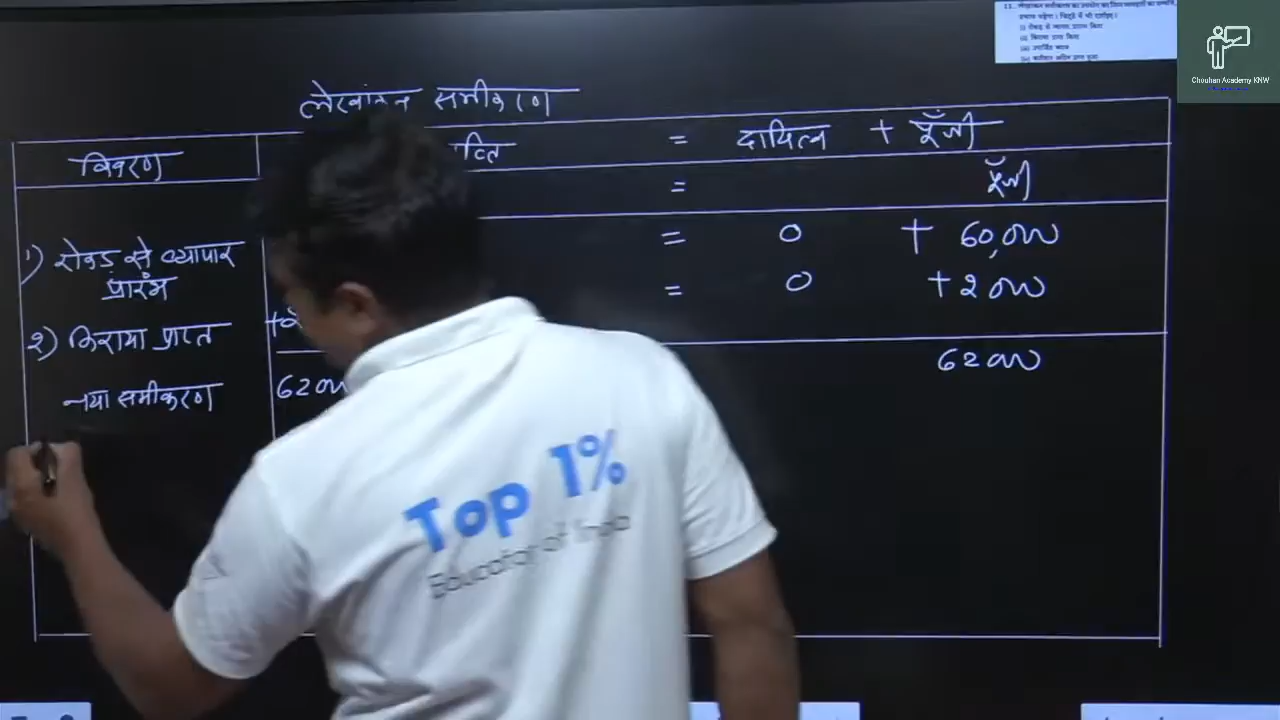 Chouhan Academy KNW
लेखांकन समीकरण
विवरण = दायित्व + पूँजी
= पूँजी
1) रोकड़ से व्यापार प्रारंभ = 0 + 60,000
= 0 + 2000
2) किराया प्राप्त
नया समीकरण 62000 62000
Top 1%
Educator of India